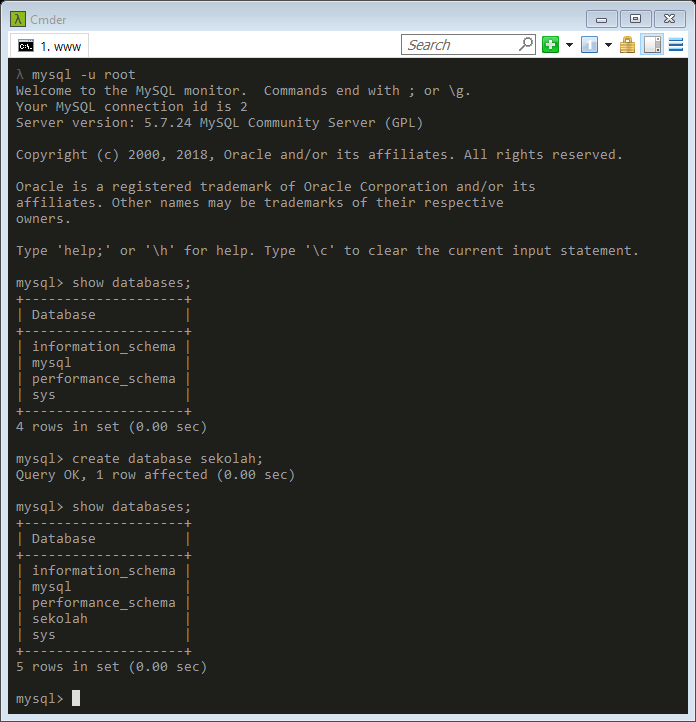 λ Cmder
1. www
Search
λ mysql -u root
Welcome to the MySQL monitor.  Commands end with ; or \g.
Your MySQL connection id is 2
Server version: 5.7.24 MySQL Community Server (GPL)
Copyright (c) 2000, 2018, Oracle and/or its affiliates. All rights reserved.
Oracle is a registered trademark of Oracle Corporation and/or its
affiliates. Other names may be trademarks of their respective
owners.
Type 'help;' or '\h' for help. Type '\c' to clear the current input statement.
mysql> show databases;
+--------------------+
| Database           |
+--------------------+
| information_schema |
| mysql              |
| performance_schema |
| sys                |
+--------------------+
4 rows in set (0.00 sec)
mysql> create database sekolah;
Query OK, 1 row affected (0.00 sec)
mysql> show databases;
+--------------------+
| Database           |
+--------------------+
| information_schema |
| mysql              |
| performance_schema |
| sekolah            |
| sys                |
+--------------------+
5 rows in set (0.00 sec)
mysql>